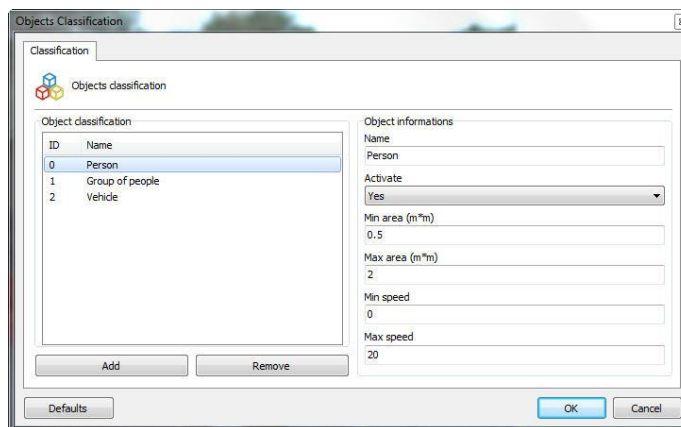 Objects Classification
Classification
Objects classification
Object classification
ID Name
0 Person
1 Group of people
2 Vehicle
Add Remove
Object informations
Name
Person
Activate
Yes
Min area (m*m)
0.5
Max area (m*m)
2
Min speed
0
Max speed
20
Defaults OK Cancel